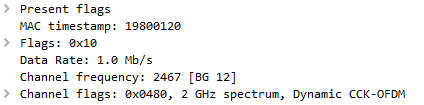 Present flags
MAC timestamp: 19800120
Flags: 0x10
Data Rate: 1.0 Mb/s
Channel frequency: 2467 [BG 12]
Channel flags: 0x0480, 2 GHz spectrum, Dynamic CCK-OFDM